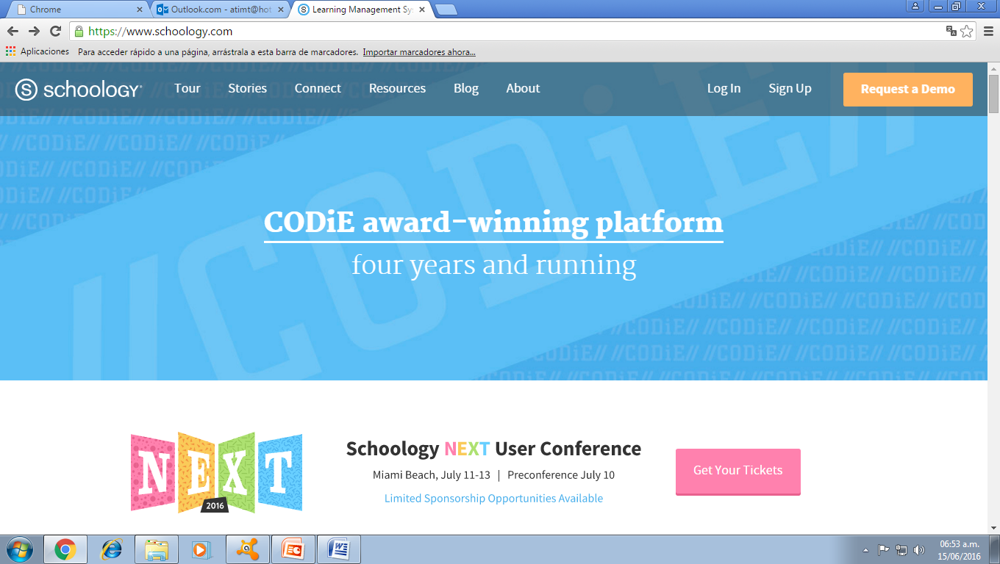 Chrome
Outlook.com - atimt@hot
Learning Management Sy
https://www.schoology.com
Aplicaciones Para acceder rápido a una página, arrástrala a esta barra de marcadores. Importar marcadores ahora...
S schoology Tour Stories Connect Resources Blog About Log In Sign Up Request a Demo
//CODiE//
CODiE award-winning platform
four years and running
NEXT
2016
Schoology NEXT User Conference
Miami Beach, July 11-13 | Preconference July 10
Limited Sponsorship Opportunities Available
Get Your Tickets
06:53 a.m.
15/06/2016